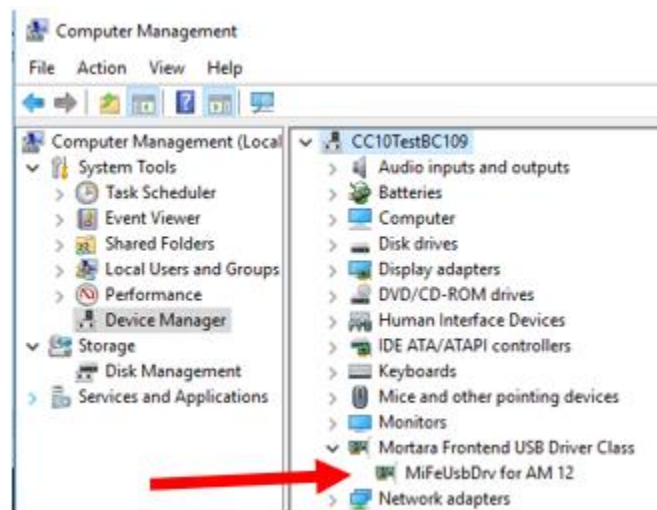 Computer Management
File Action View Help
Computer Management (Local
System Tools
Task Scheduler
Event Viewer
Shared Folders
Local Users and Groups
Performance
Device Manager
Storage
Disk Management
Services and Applications
CC10TestBC109
Audio inputs and outputs
Batteries
Computer
Disk drives
Display adapters
DVD/CD-ROM drives
Human Interface Devices
IDE ATA/ATAPI controllers
Keyboards
Mice and other pointing devices
Monitors
Mortara Frontend USB Driver Class
MiFeUsbDrv for AM 12
Network adapters